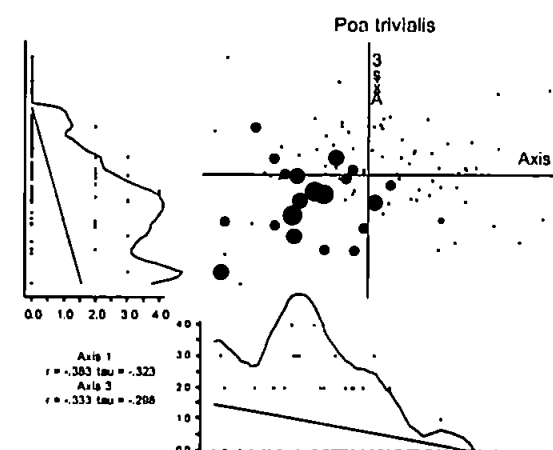 Poa trivialis
Axis 3
Axis
0.0 1.0 2.0 3.0 4.0
4.0
3.0
2.0
1.0
0.0
Axis 1
r = -.383 tau = -.323
Axis 3
r = -.333 tau = -.298